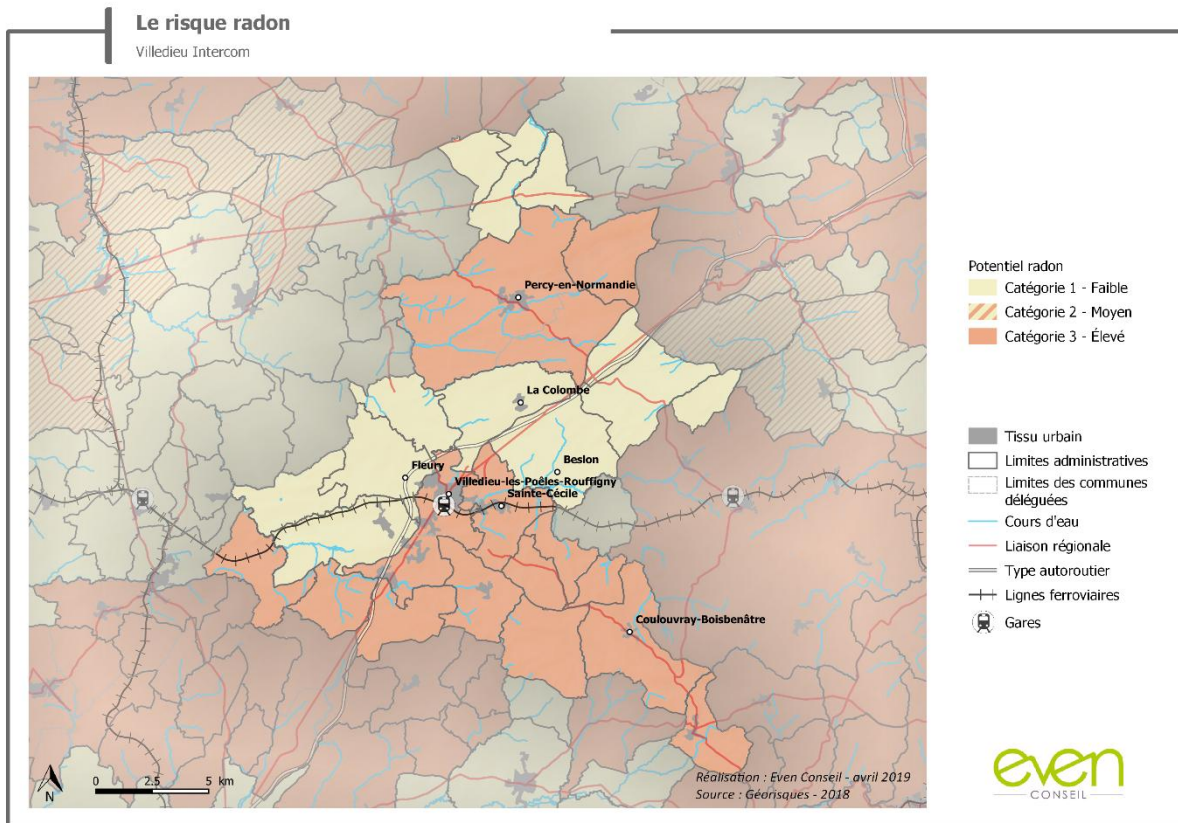 Le risque radon
Villedieu Intercom
Percy-en-Normandie
La Colombe
Fleury
Beslon
Villedieu-les-Poêles-Rouffigny
Sainte-Cécile
Coulouvray-Boisbenâtre
N
0 2.5 5 km
Réalisation : Even Conseil - avril 2019
Source : Géorisques - 2018
Potentiel radon
Catégorie 1 - Faible
Catégorie 2 - Moyen
Catégorie 3 - Élevé
Tissu urbain
Limites administratives
Limites des communes
déléguées
Cours d'eau
Liaison régionale
Type autoroutier
Lignes ferroviaires
Gares
even
CONSEIL